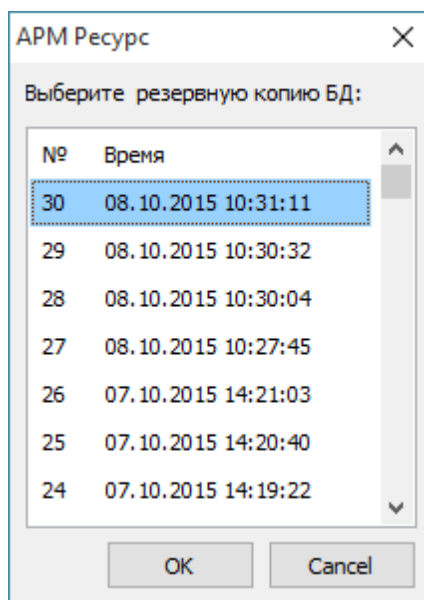 АРМ Ресурс
Выберите резервную копию БД:
№ Время
30 08.10.2015 10:31:11
29 08.10.2015 10:30:32
28 08.10.2015 10:30:04
27 08.10.2015 10:27:45
26 07.10.2015 14:21:03
25 07.10.2015 14:20:40
24 07.10.2015 14:19:22
OK Cancel